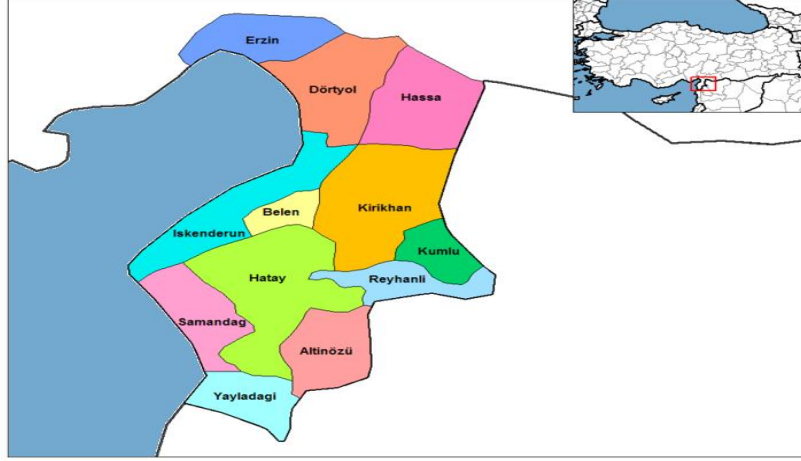 Erzin
Dörtyol
Hassa
Belen
Kirikhan
Iskenderun
Kumlu
Hatay
Reyhanli
Samandag
Altinözü
Yayladagi